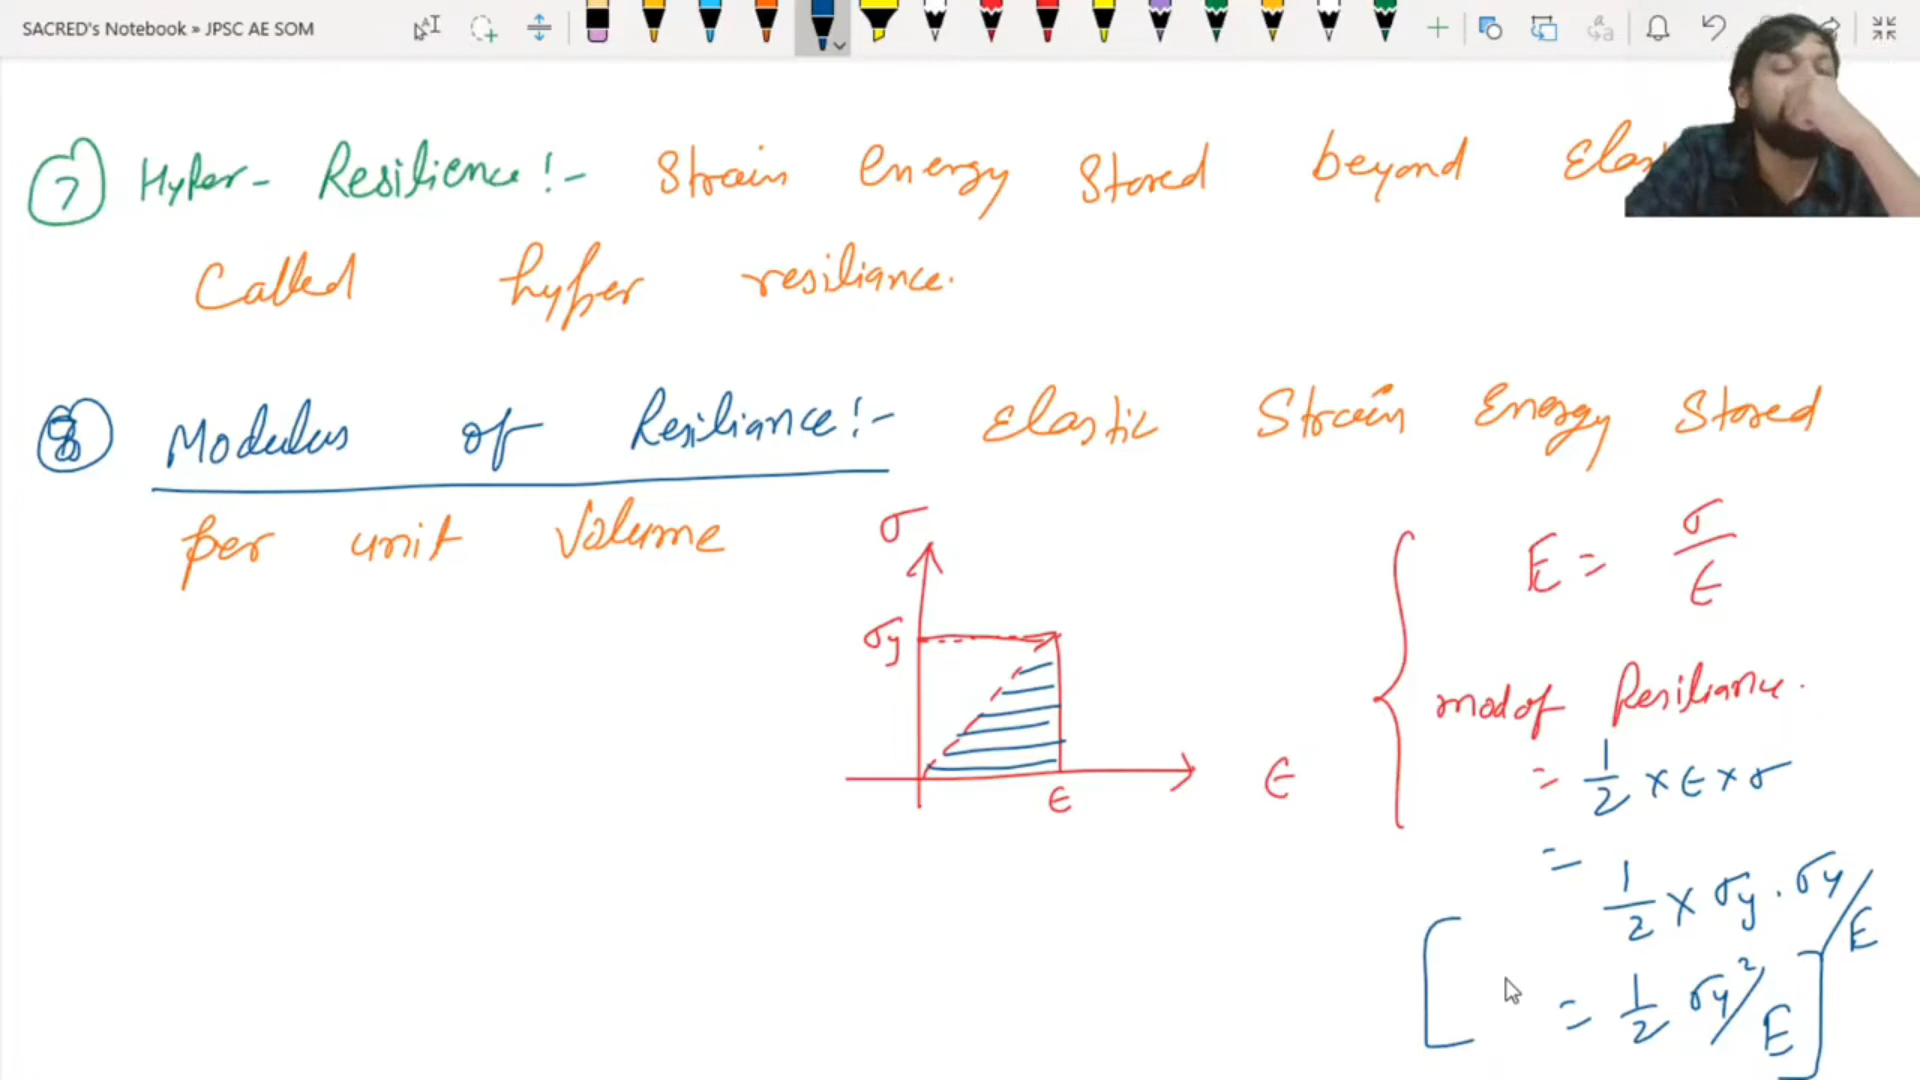 SACRED's Notebook » JPSC AE SOM
7 Hyper- Resilience!- Strain Energy Stored beyond
Called hyper resiliance.
8 Modulus of Resiliance!- Elastic Strain Energy Stored
per unit Volume
σ
σy
ϵ
ϵ
E = σ/ϵ
mod of Resiliance.
= 1/2 × ϵ × σ
= 1/2 × σy . σy/E
[ = 1/2 σy²/E ]